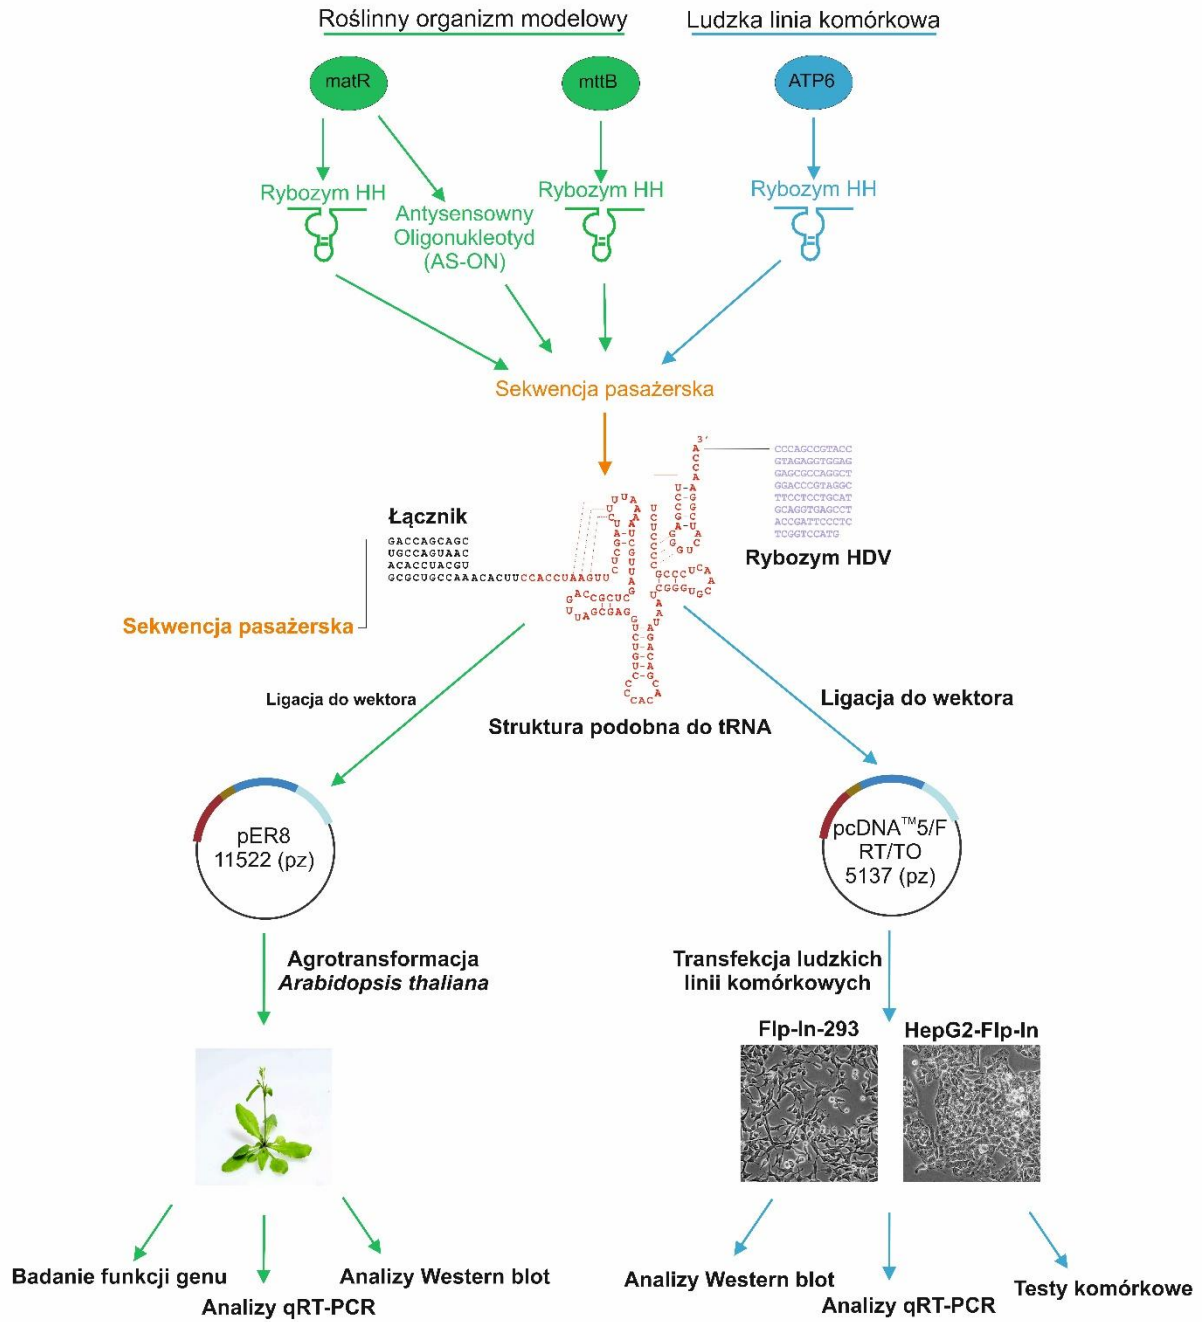 Roślinny organizm modelowy
Ludzka linia komórkowa
matR
mttB
ATP6
Rybozym HH
Rybozym HH
Rybozym HH
Antysensowny
Oligonukleotyd
(AS-ON)
Sekwencja pasażerska
3'
CCCAGCCGTACC
GTAGAGGTGGAG
GAGCGCCAGGCT
GGACCCGTAGGC
TTCCTCCTGCAT
GCAGGTGAGCCT
ACCGATTCCCTC
TCGGTCCATG
Rybozym HDV
Łącznik
GACCAGCAGC
UGCCAGUAAC
ACACCUACGU
GCGCUGCCAAACACUUCCACCUAAGUU
Sekwencja pasażerska
Struktura podobna do tRNA
Ligacja do wektora
Ligacja do wektora
pER8
11522 (pz)
pcDNA™5/F
RT/TO
5137 (pz)
Agrotransformacja
Arabidopsis thaliana
Transfekcja ludzkich
linii komórkowych
Flp-In-293
HepG2-Flp-In
Badanie funkcji genu
Analizy qRT-PCR
Analizy Western blot
Analizy Western blot
Analizy qRT-PCR
Testy komórkowe